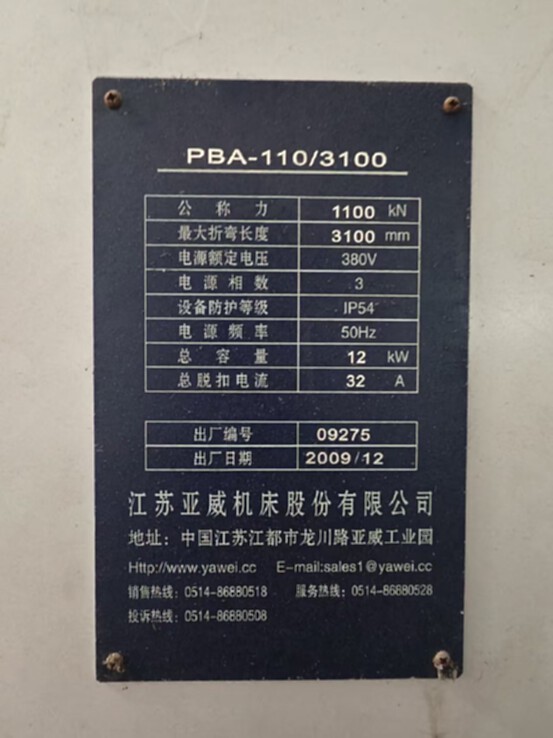 PBA-110/3100
公称力 1100 kN
最大折弯长度 3100 mm
电源额定电压 380V
电源相数 3
设备防护等级 IP54
电源频率 50Hz
总容量 12 kW
总脱扣电流 32 A
出厂编号 09275
出厂日期 2009/12
江苏亚威机床股份有限公司
地址：中国江苏江都市龙川路亚威工业园
Http://www.yawei.cc E-mail:sales1@yawei.cc
销售热线：0514-86880518 服务热线：0514-86880528
投诉热线：0514-86880508